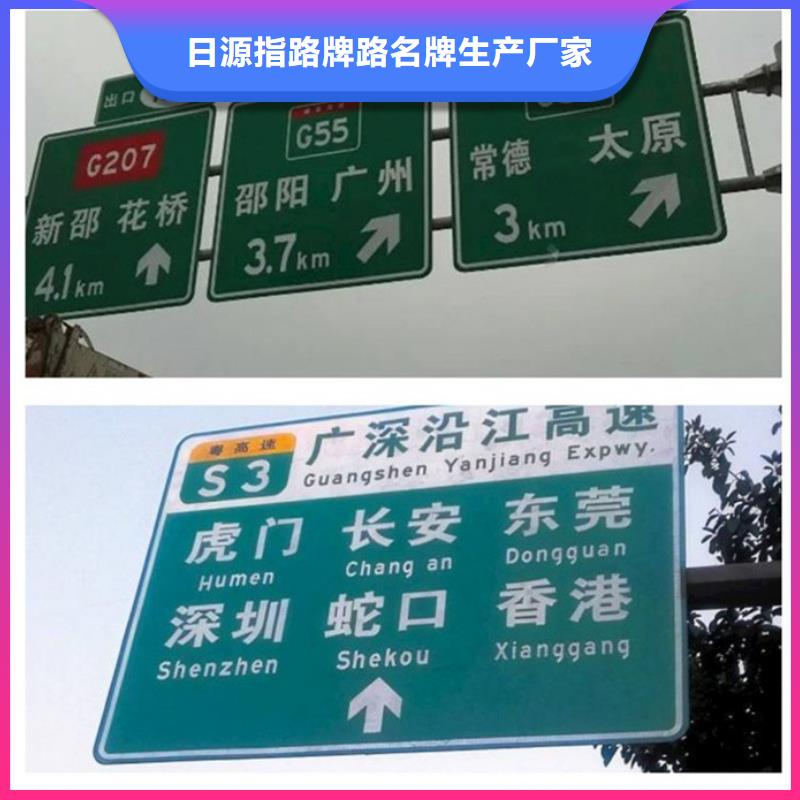 日源指路牌路名牌生产厂家
出口
G207
新邵 花桥
4.1km
G55
邵阳 广州
3.7km
常德 太原
3km
粤高速
S3
广深沿江高速
Guangshen Yanjiang Expwy.
虎门 长安 东莞
Humen Chang an Dongguan
深圳 蛇口 香港
Shenzhen Shekou Xianggang